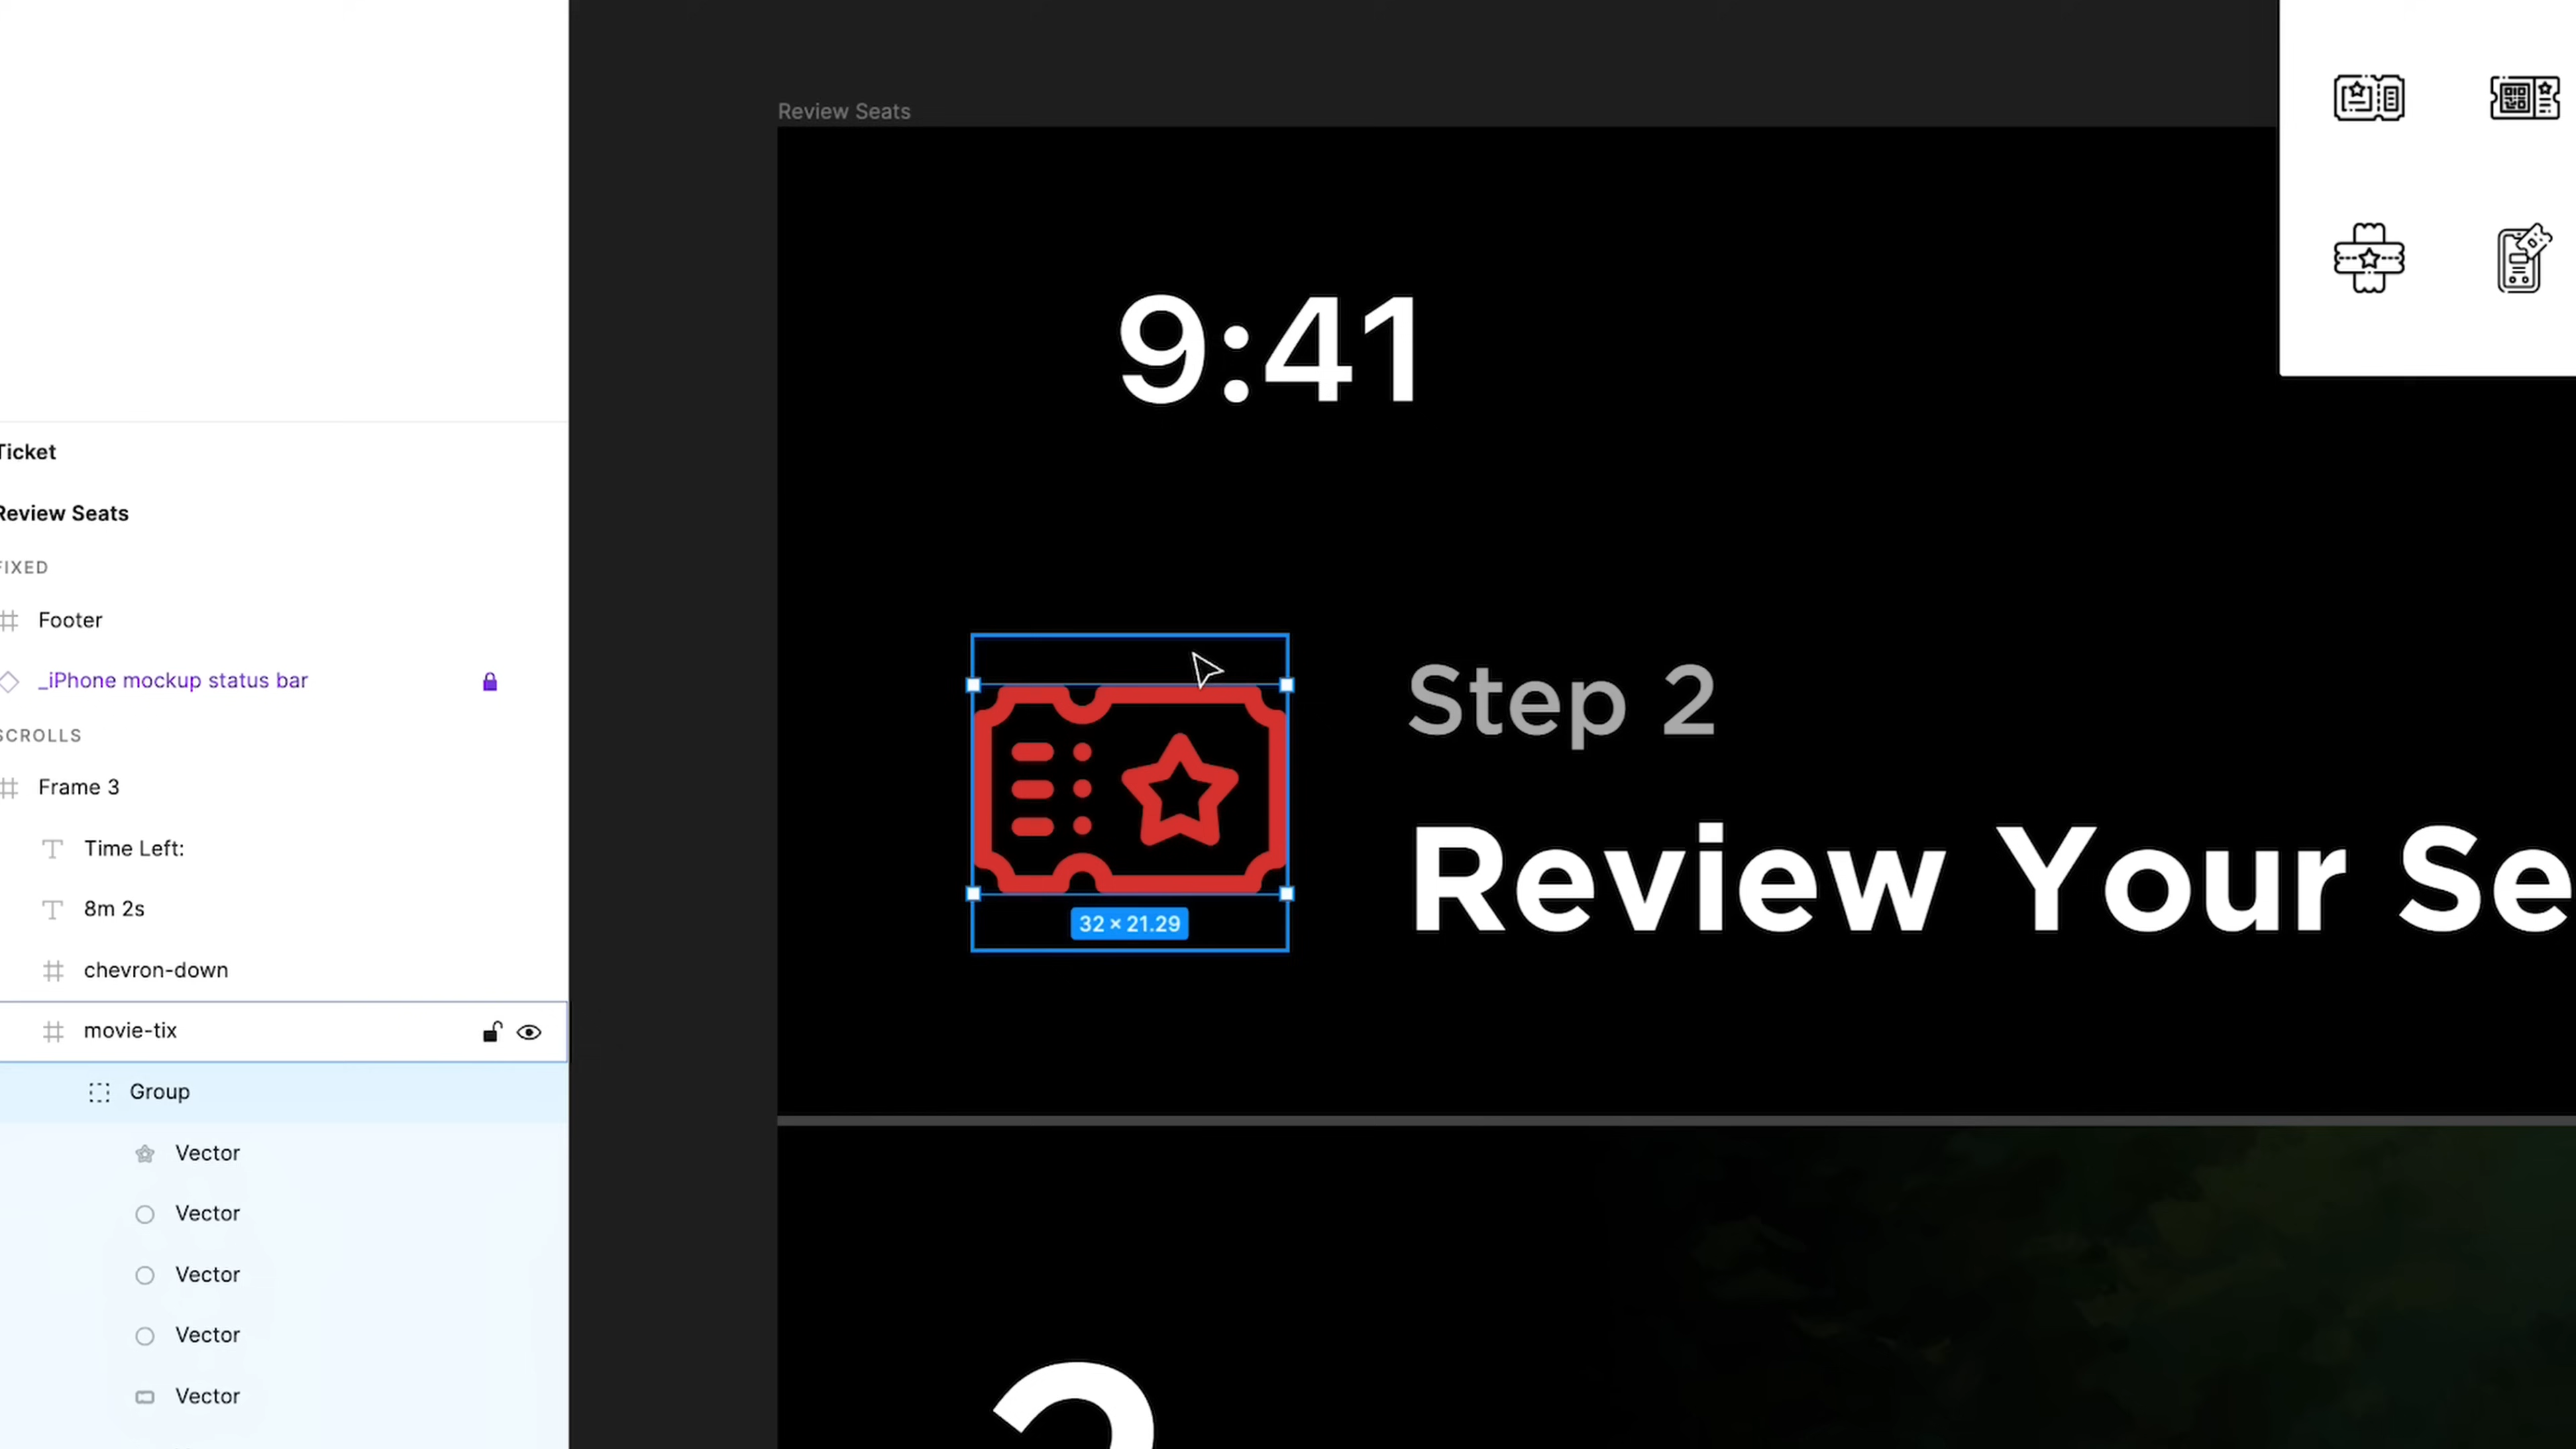 Ticket
Review Seats
FIXED
Footer
_iPhone mockup status bar
SCROLLS
Frame 3
Time Left:
8m 2s
chevron-down
movie-tix
Group
Vector
Vector
Vector
Vector
Vector
Review Seats
9:41
Step 2
Review Your Se
32 × 21.29